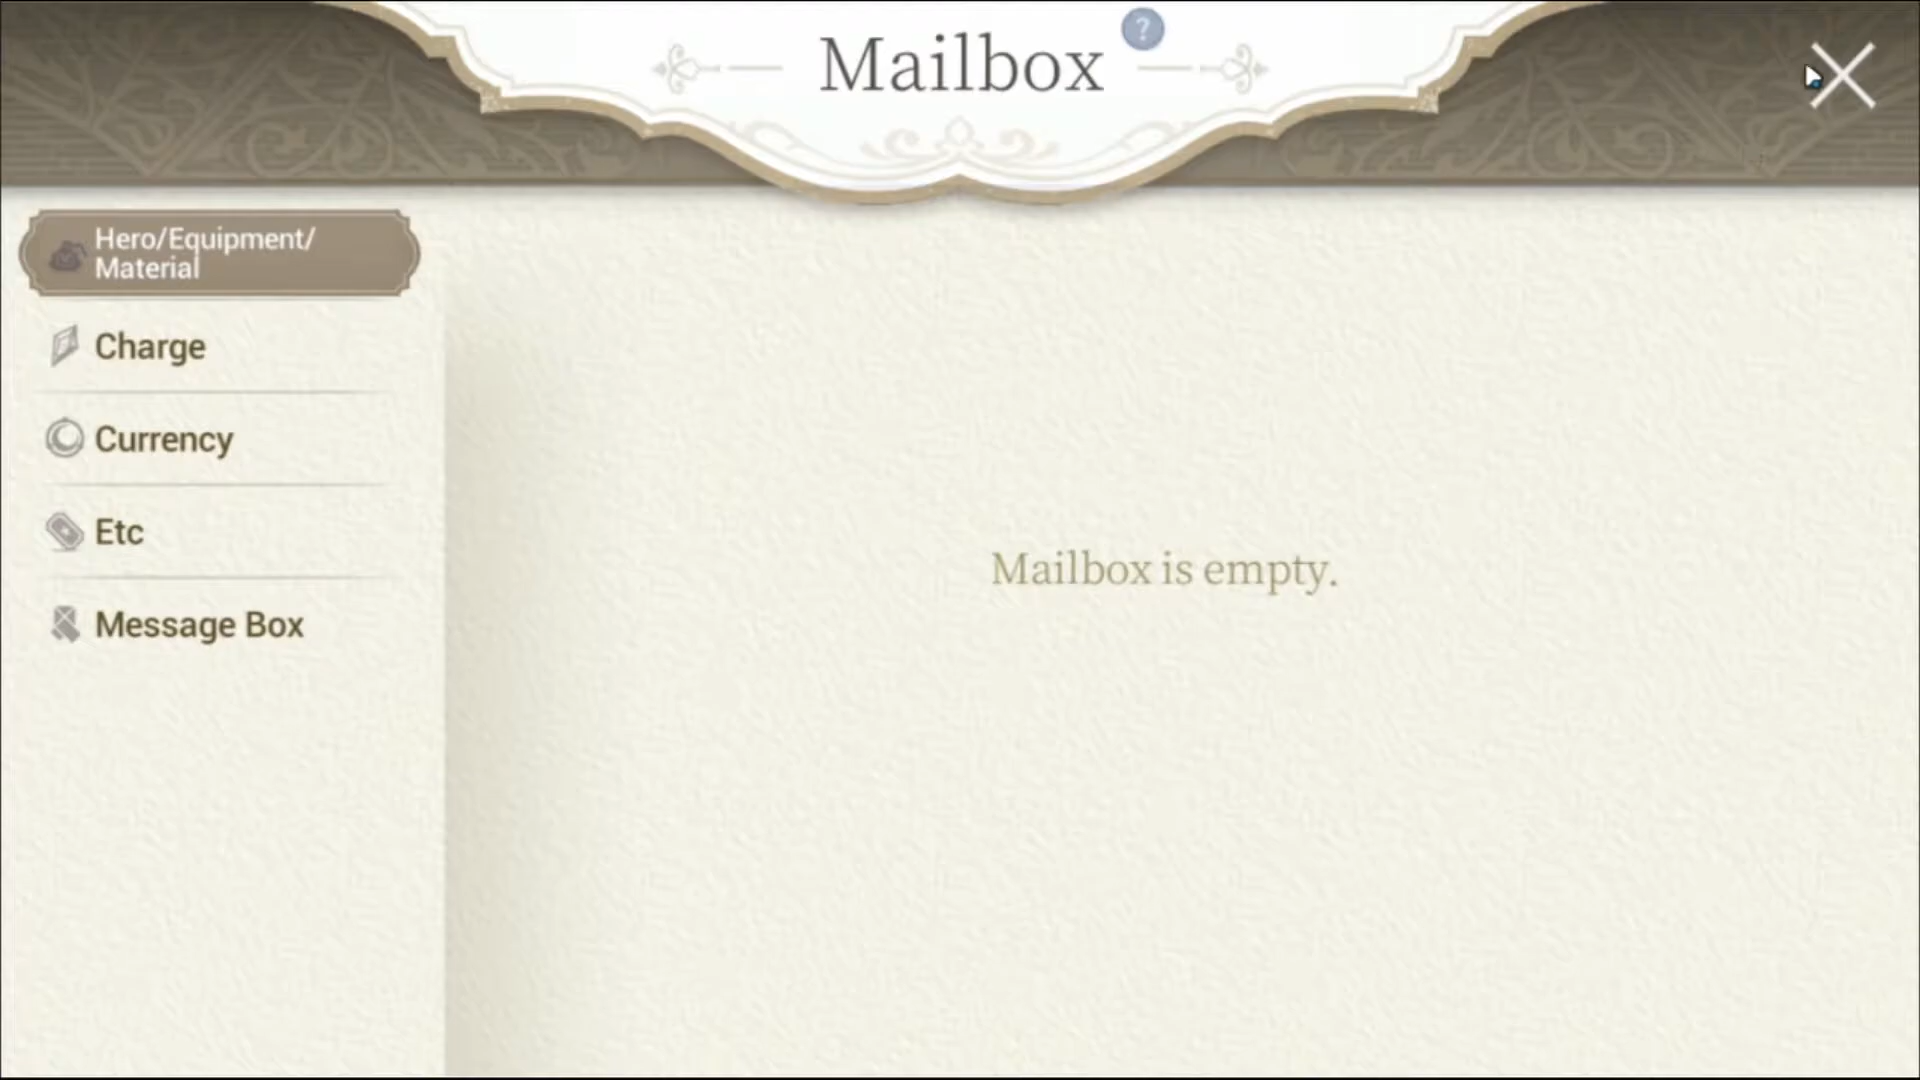 Mailbox
?
Hero/Equipment/
Material
Charge
Currency
Etc
Message Box
Mailbox is empty.